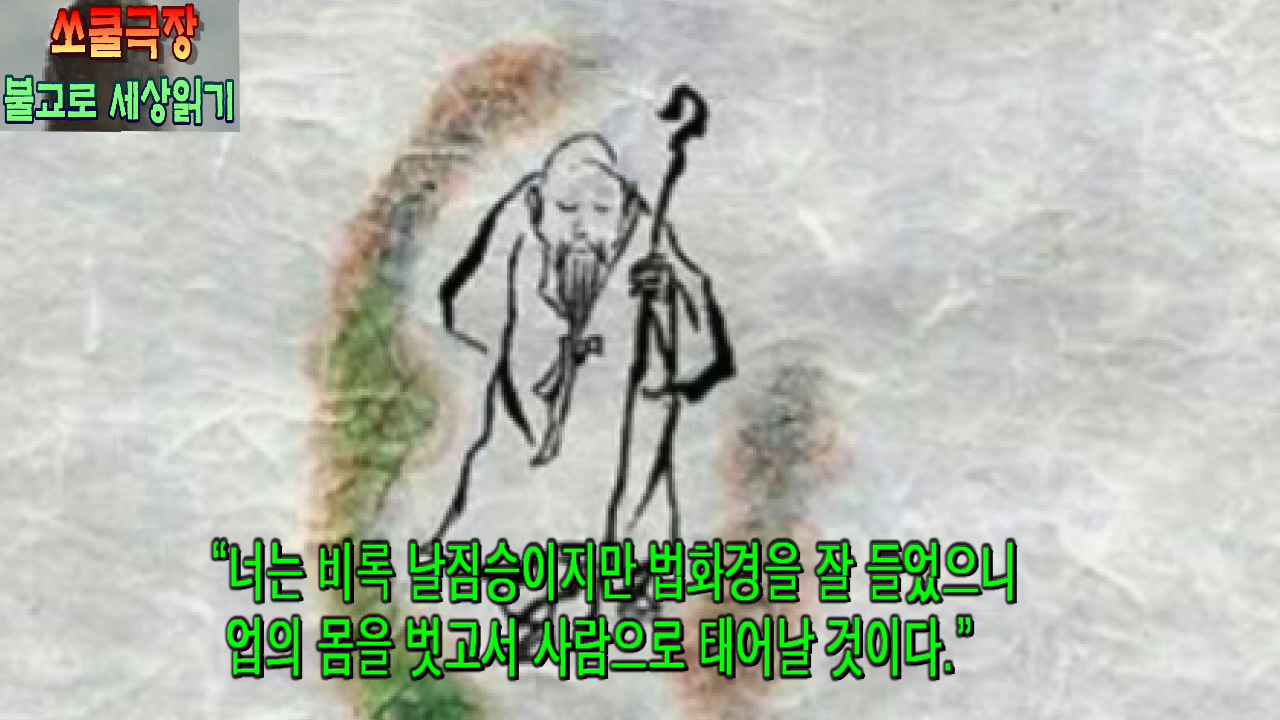 쏘쿨극장
불교로 세상읽기
“너는 비록 날짐승이지만 법화경을 잘 들었으니
업의 몸을 벗고서 사람으로 태어날 것이다.”